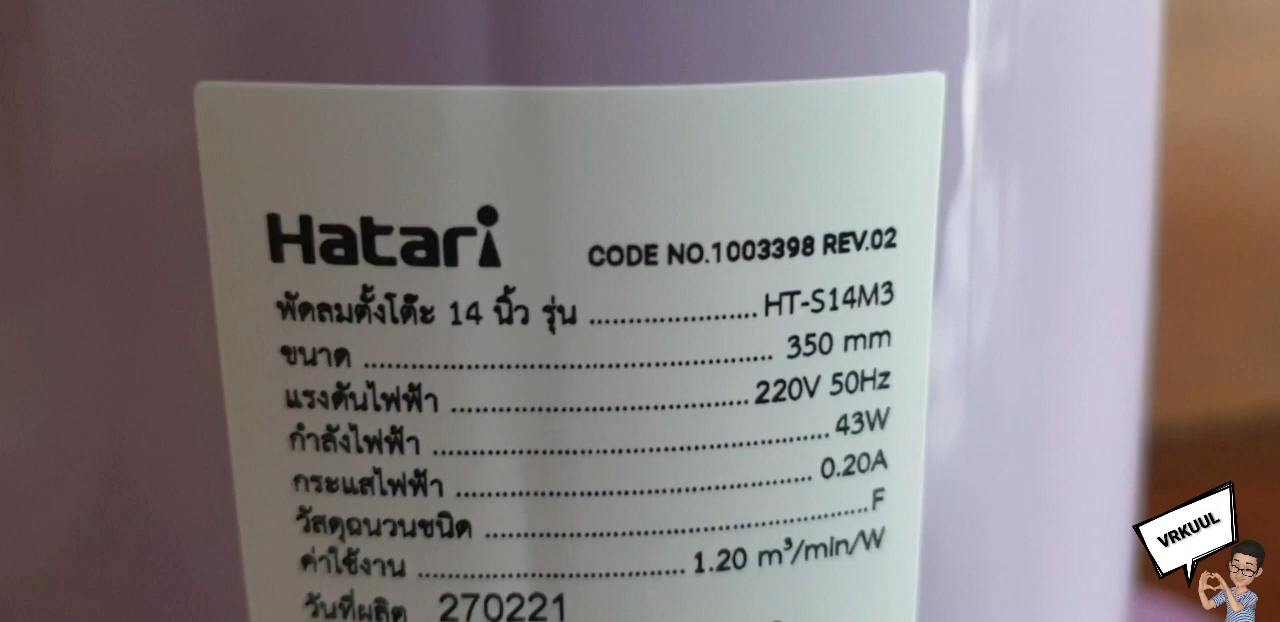 Hatari CODE NO.1003398 REV.02
พัดลมตั้งโต๊ะ 14 นิ้ว รุ่น ..................... HT-S14M3
ขนาด .................................................... 350 mm
แรงดันไฟฟ้า ...................................... 220V 50Hz
กำลังไฟฟ้า .................................................. 43W
กระแสไฟฟ้า ............................................. 0.20A
วัสดุฉนวนชนิด ................................................F
ค่าใช้งาน .................................. 1.20 m³/min/W
วันที่ผลิต 270221
VRKUUL